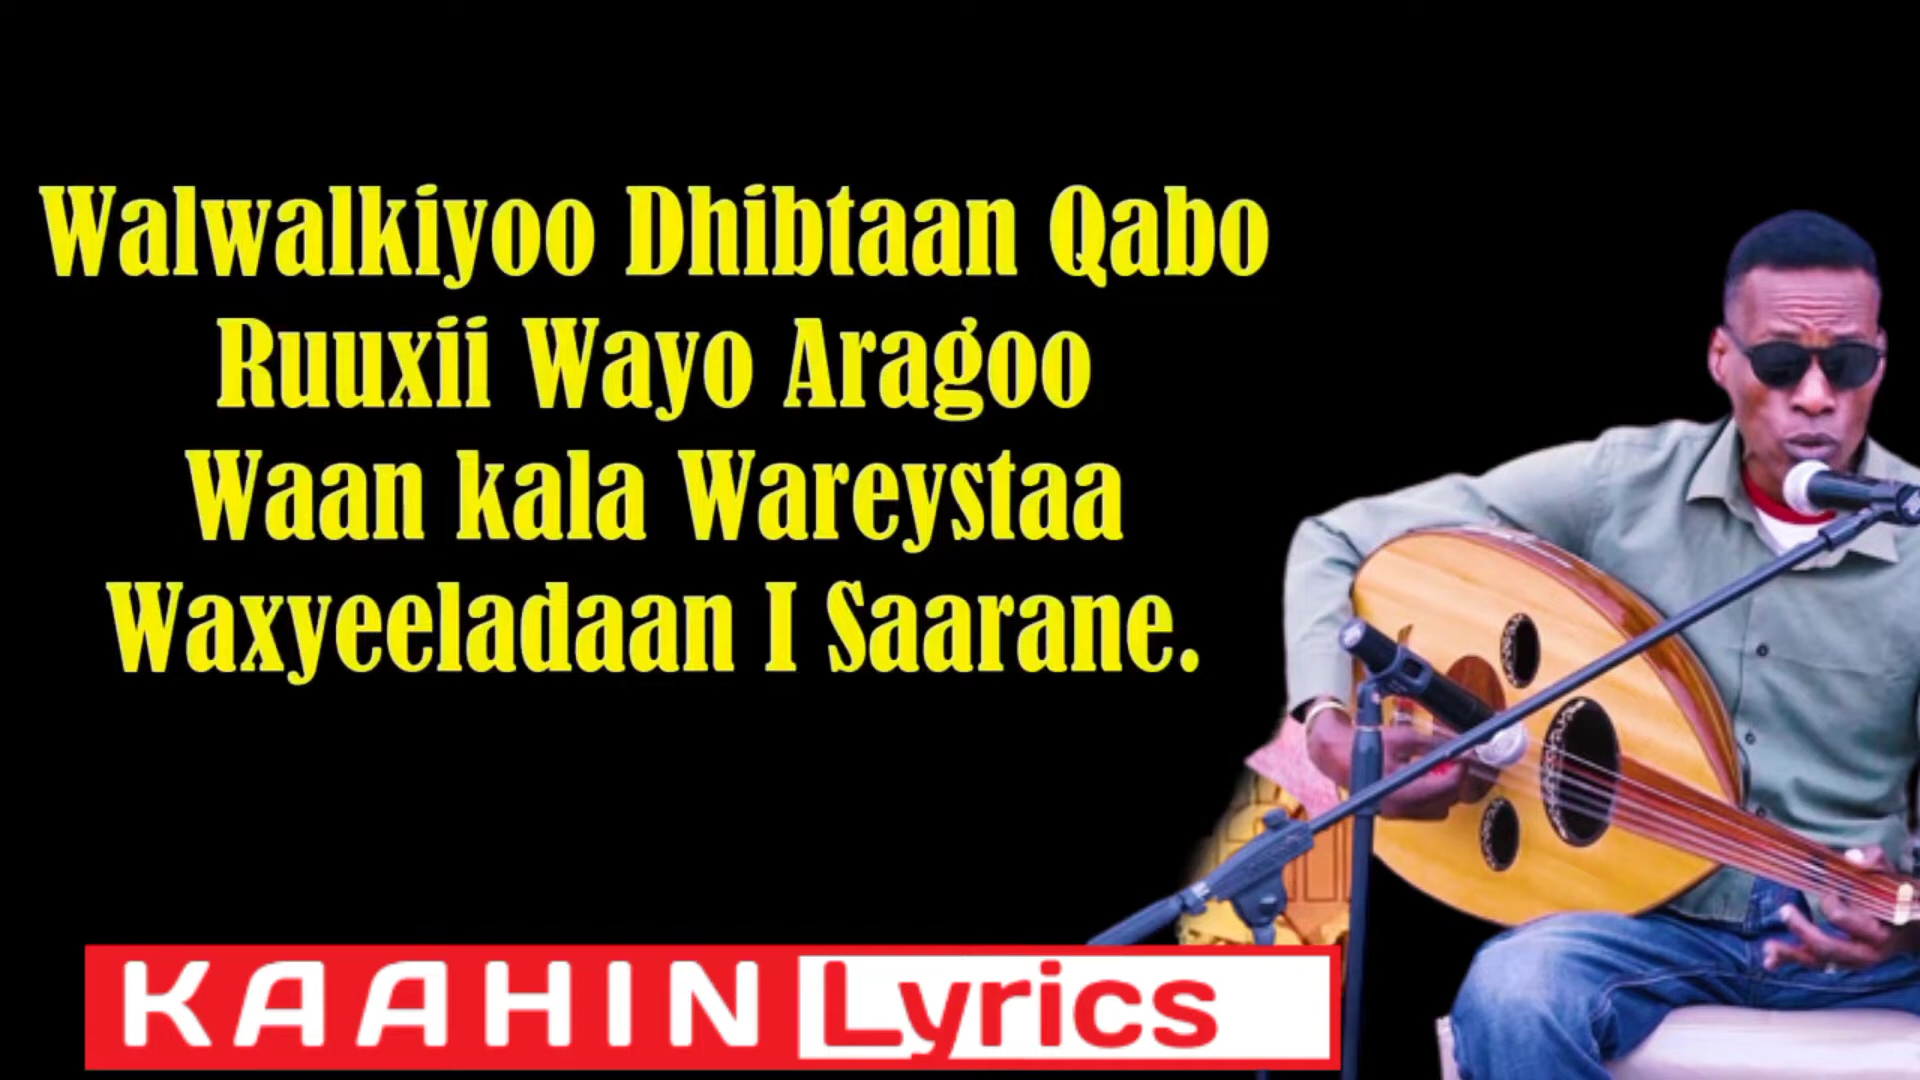 Walwalkiyoo Dhibtaan Qabo
Ruuxii Wayo Aragoo
Waan kala Wareystaa
Waxyeeladaan I Saarane.
KAAHIN Lyrics